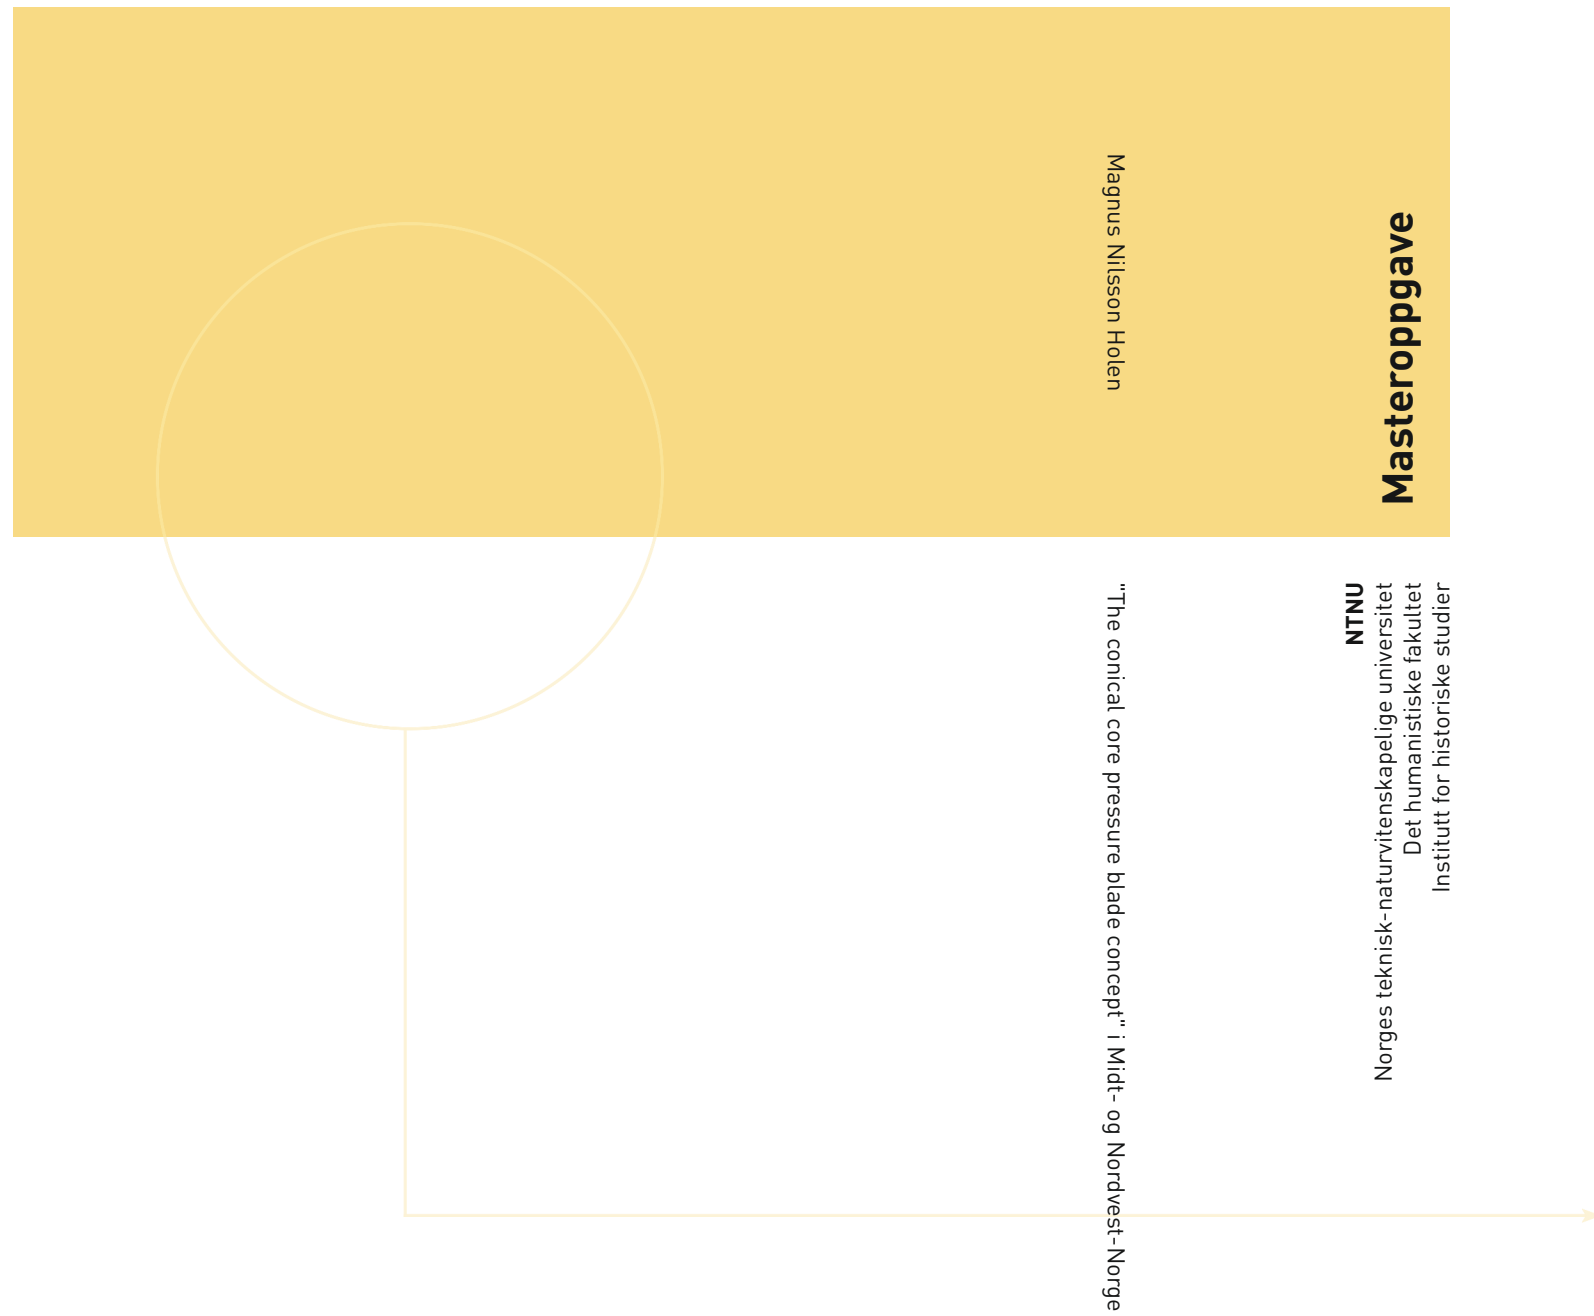 Magnus Nilsson Holen
"The conical core pressure blade concept" i Midt- og Nordvest-Norge
Masteroppgave
NTNU
Norges teknisk-naturvitenskapelige universitet
Det humanistiske fakultet
Institutt for historiske studier